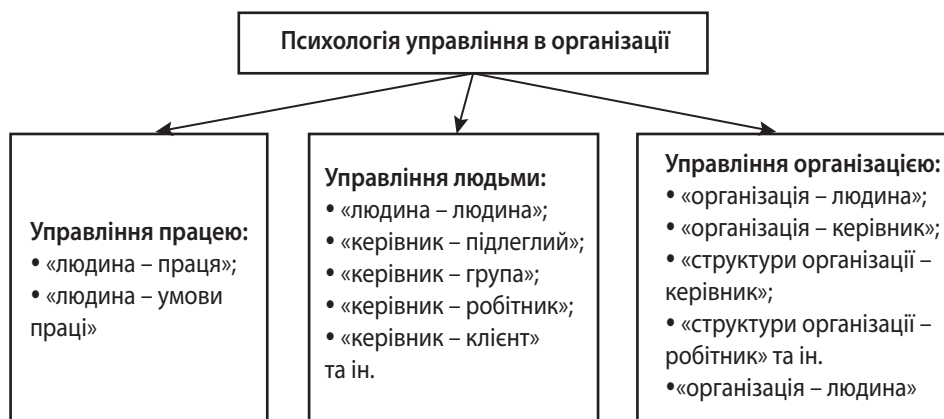 Психологія управління в організації
Управління працею:
• «людина – праця»;
• «людина – умови
праці»
Управління людьми:
• «людина – людина»;
• «керівник – підлеглий»;
• «керівник – група»;
• «керівник – робітник»;
• «керівник – клієнт»
та ін.
Управління організацією:
• «організація – людина»;
• «організація – керівник»;
• «структури організації –
керівник»;
• «структури організації –
робітник» та ін.
•«організація – людина»